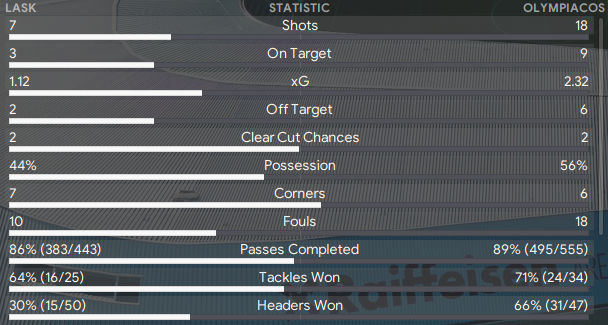 LASK STATISTIC OLYMPIACOS
7 Shots 18
3 On Target 9
1.12 xG 2.32
2 Off Target 6
2 Clear Cut Chances 2
44% Possession 56%
7 Corners 6
10 Fouls 18
86% (383/443) Passes Completed 89% (495/555)
64% (16/25) Tackles Won 71% (24/34)
30% (15/50) Headers Won 66% (31/47)
Raiffeisen